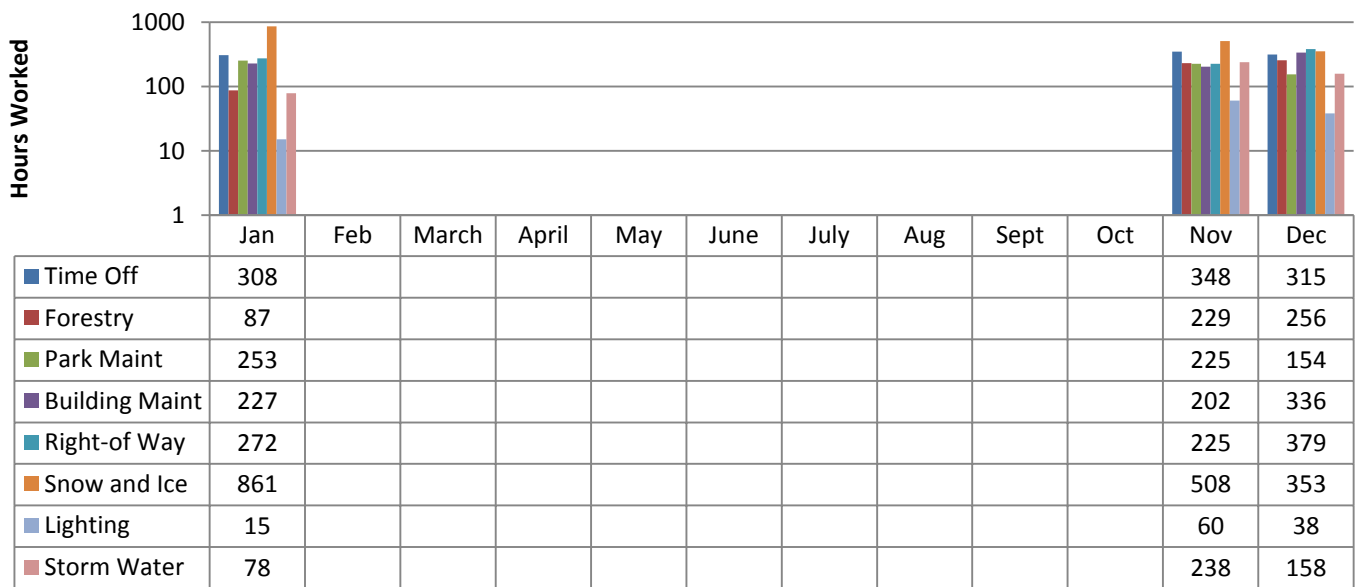 Hours Worked
1000
100
10
1
Jan Feb March April May June July Aug Sept Oct Nov Dec
Time Off 308 348 315
Forestry 87 229 256
Park Maint 253 225 154
Building Maint 227 202 336
Right-of Way 272 225 379
Snow and Ice 861 508 353
Lighting 15 60 38
Storm Water 78 238 158